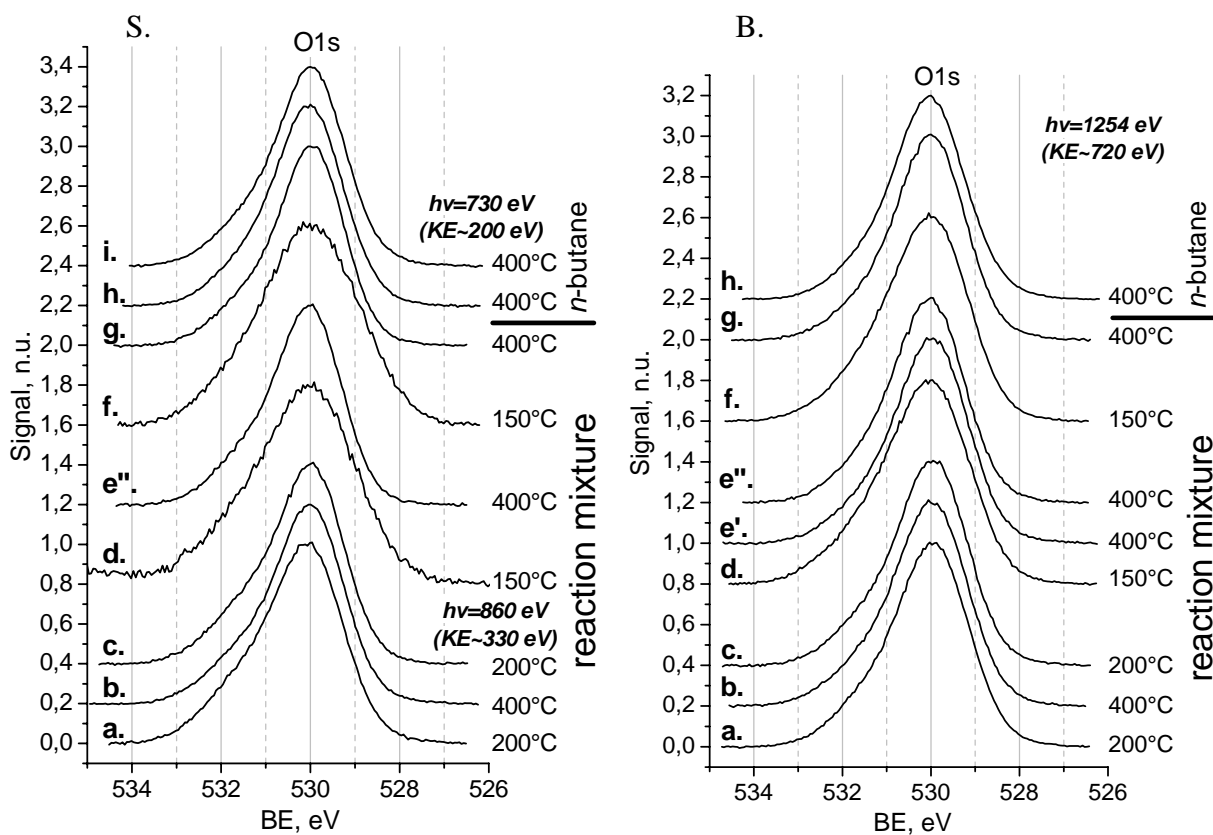 S.
O1s
3,4
3,2
3,0
2,8
2,6
2,4
2,2
2,0
1,8
1,6
1,4
1,2
1,0
0,8
0,6
0,4
0,2
0,0
Signal, n.u.
hv=730 eV
(KE~200 eV)
hv=860 eV
(KE~330 eV)
i.
h.
g.
f.
e".
d.
c.
b.
a.
400°C
400°C
400°C
150°C
400°C
150°C
200°C
400°C
200°C
n-butane
reaction mixture
534
532
530
528
526
BE, eV
B.
O1s
3,2
3,0
2,8
2,6
2,4
2,2
2,0
1,8
1,6
1,4
1,2
1,0
0,8
0,6
0,4
0,2
0,0
Signal, n.u.
hv=1254 eV
(KE~720 eV)
h.
g.
f.
e".
e'.
d.
c.
b.
a.
400°C
400°C
150°C
400°C
400°C
150°C
200°C
400°C
200°C
n-butane
reaction mixture
534
532
530
528
526
BE, eV